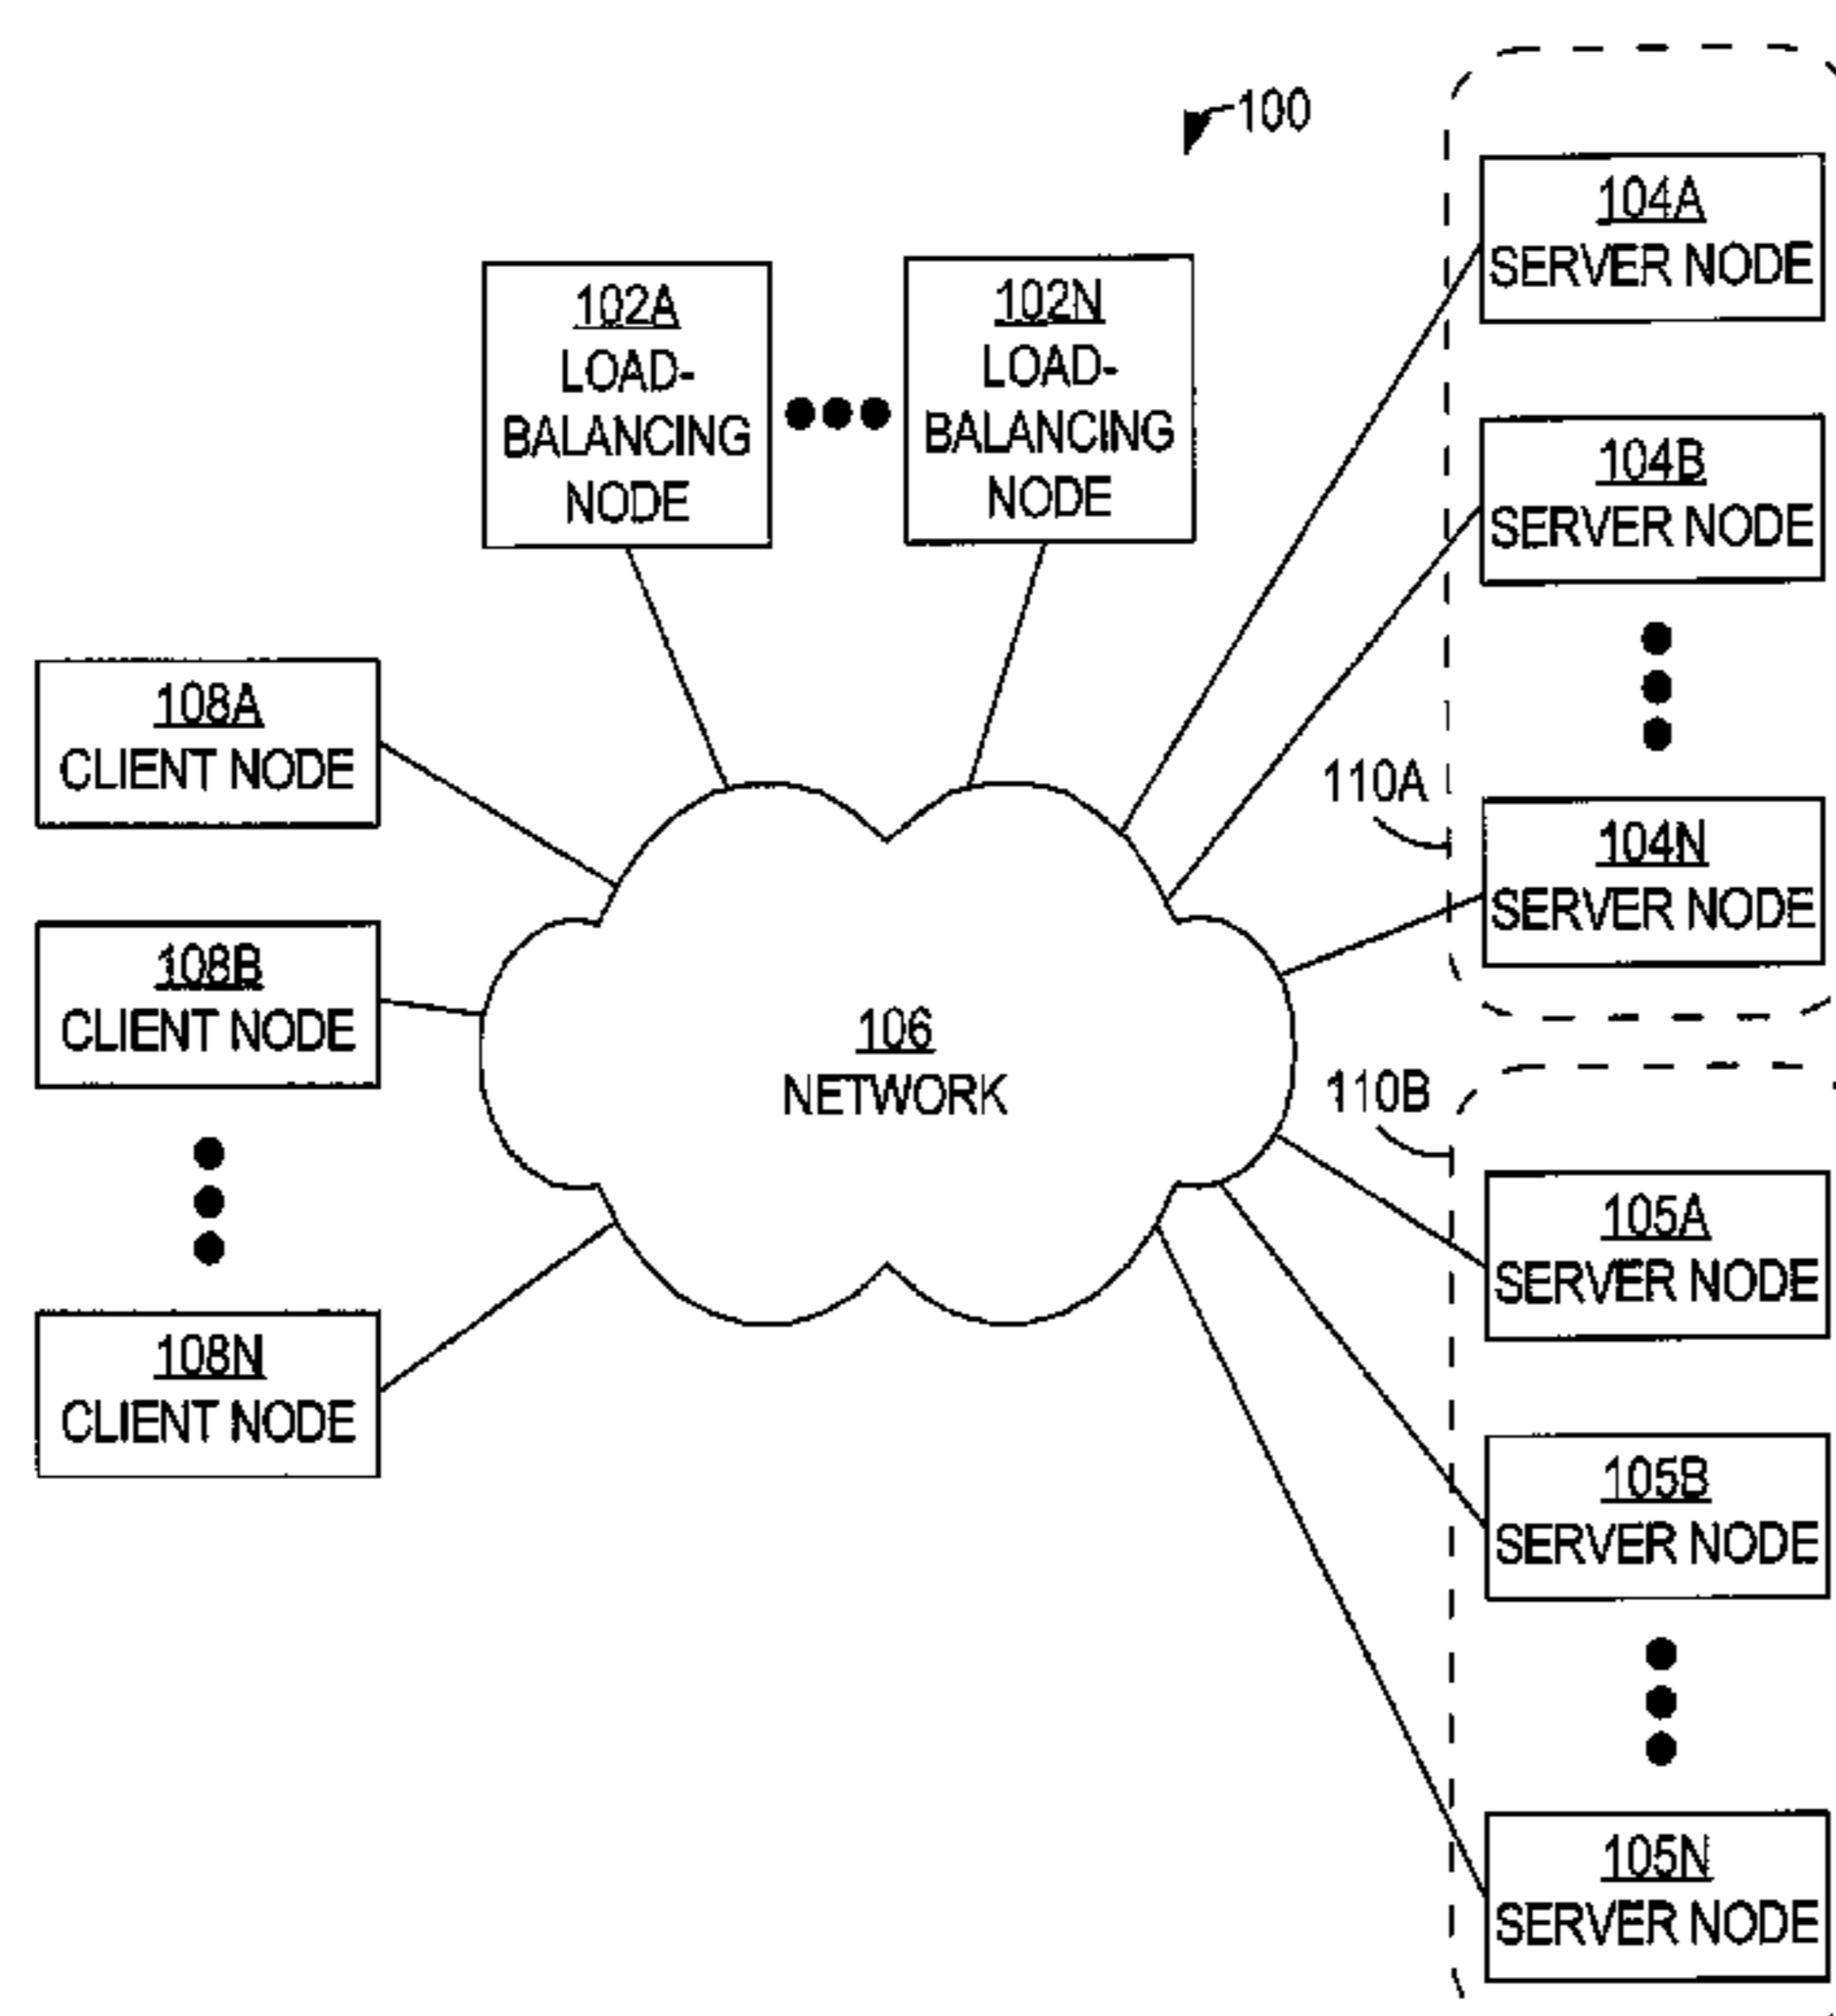 100
104A
SERVER NODE
102A
LOAD-
BALANCING
NODE
102N
LOAD-
BALANCING
NODE
104B
SERVER NODE
108A
CLIENT NODE
110A
104N
SERVER NODE
108B
CLIENT NODE
106
NETWORK
110B
105A
SERVER NODE
108N
CLIENT NODE
105B
SERVER NODE
105N
SERVER NODE